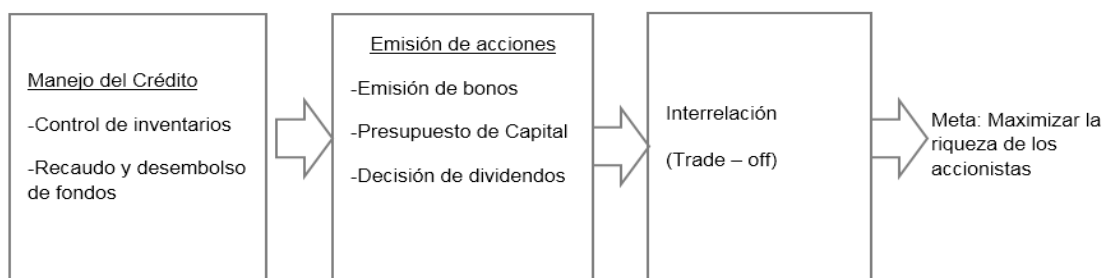 Manejo del Crédito
-Control de inventarios
-Recaudo y desembolso
de fondos
Emisión de acciones
-Emisión de bonos
-Presupuesto de Capital
-Decisión de dividendos
Interrelación
(Trade – off)
Meta: Maximizar la
riqueza de los
accionistas